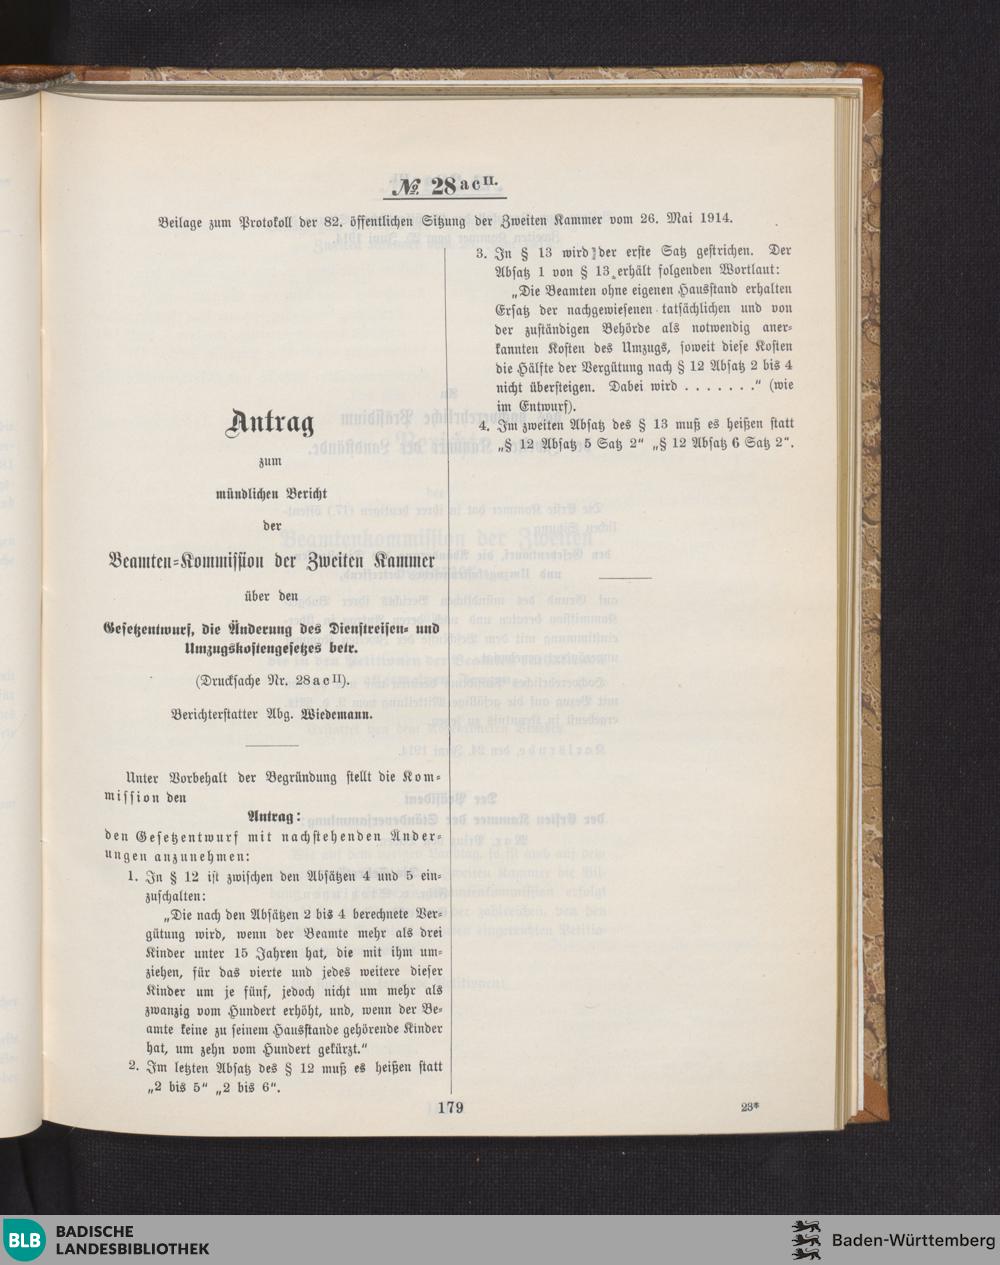 № 28 a c II.
Beilage zum Protokoll der 82. öffentlichen Sitzung der Zweiten Kammer vom 26. Mai 1914.
Antrag
zum
mündlichen Bericht
der
Beamten-Kommission der Zweiten Kammer
über den
Gesetzentwurf, die Änderung des Dienstreisen- und
Umzugskostengesetzes betr.
(Drucksache Nr. 28 a c II).
Berichterstatter Abg. Wiedemann.
Unter Vorbehalt der Begründung stellt die Kom-
mission den
Antrag:
den Gesetzentwurf mit nachstehenden Änder-
ungen anzunehmen:
1. In § 12 ist zwischen den Absätzen 4 und 5 ein-
zuschalten:
„Die nach den Absätzen 2 bis 4 berechnete Ver-
gütung wird, wenn der Beamte mehr als drei
Kinder unter 15 Jahren hat, die mit ihm um-
ziehen, für das vierte und jedes weitere dieser
Kinder um je fünf, jedoch nicht um mehr als
zwanzig vom Hundert erhöht, und, wenn der Be-
amte keine zu seinem Hausstande gehörende Kinder
hat, um zehn vom Hundert gekürzt.“
2. Im letzten Absatz des § 12 muß es heißen statt
„2 bis 5“ „2 bis 6“.
3. In § 13 wird der erste Satz gestrichen. Der
Absatz 1 von § 13 erhält folgenden Wortlaut:
„Die Beamten ohne eigenen Hausstand erhalten
Ersatz der nachgewiesenen tatsächlichen und von
der zuständigen Behörde als notwendig aner-
kannten Kosten des Umzugs, soweit diese Kosten
die Hälfte der Vergütung nach § 12 Absatz 2 bis 4
nicht übersteigen. Dabei wird . . . . . . .“ (wie
im Entwurf).
4. Im zweiten Absatz des § 13 muß es heißen statt
„§ 12 Absatz 5 Satz 2“ „§ 12 Absatz 6 Satz 2“.
179
23*
BLB BADISCHE
LANDESBIBLIOTHEK
Baden-Württemberg